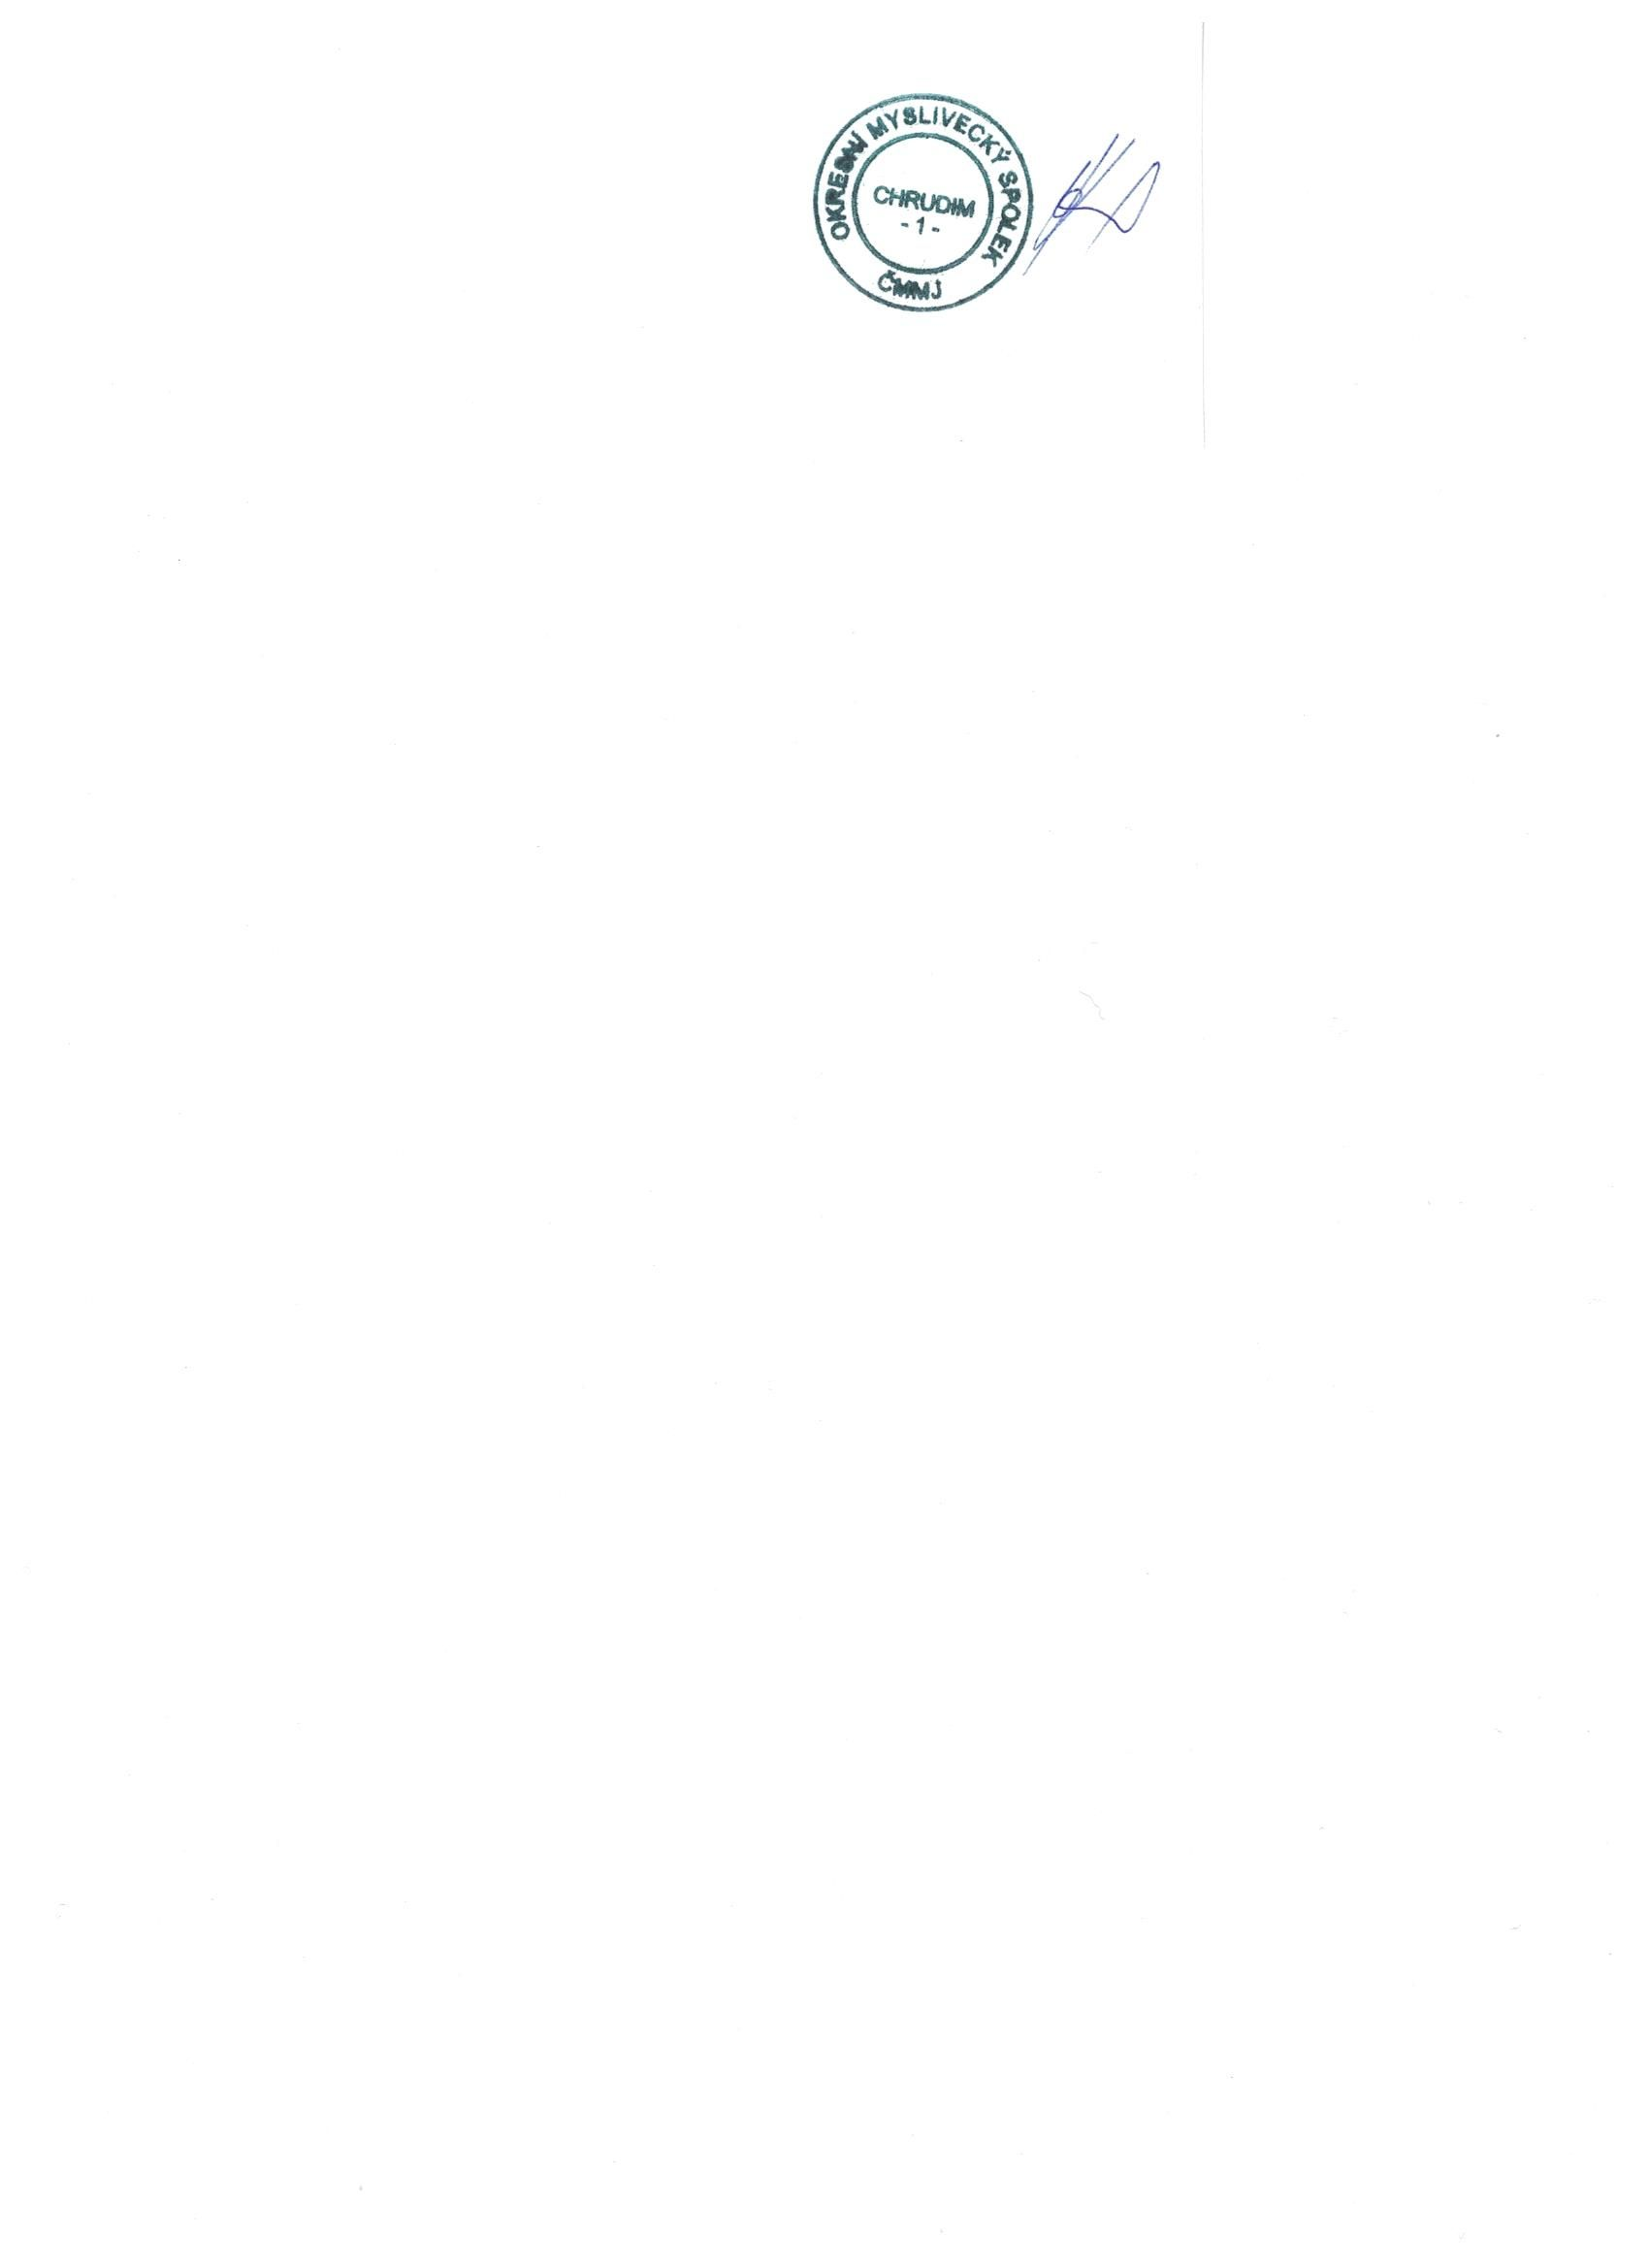 OKRESNÍ MYSLIVECKÝ SPOLEK
CHRUDIM
- 1 -
ČMMJ